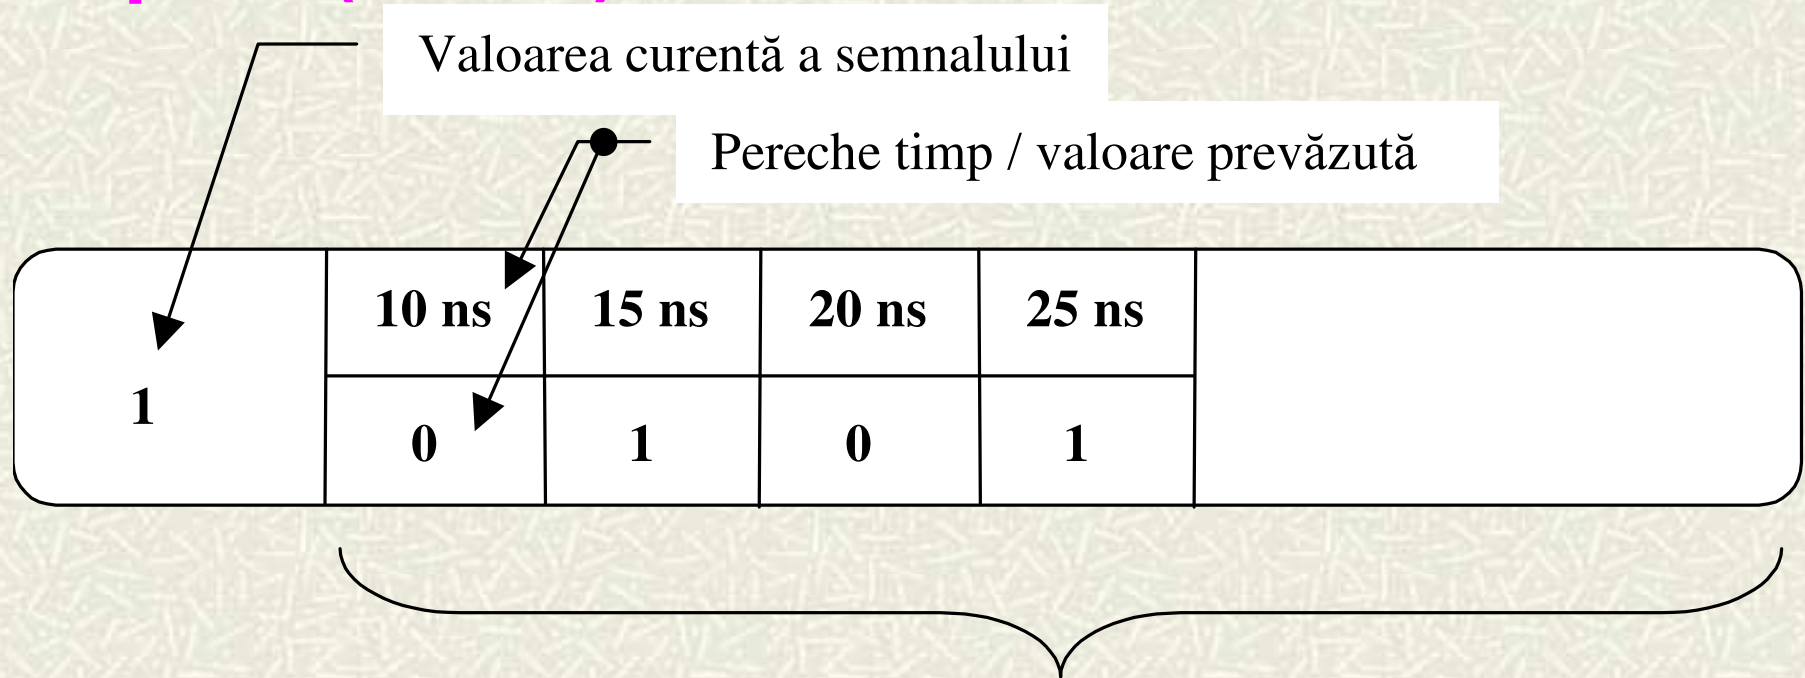 Valoarea curentă a semnalului
Pereche timp / valoare prevăzută
10 ns 15 ns 20 ns 25 ns
1
0 1 0 1